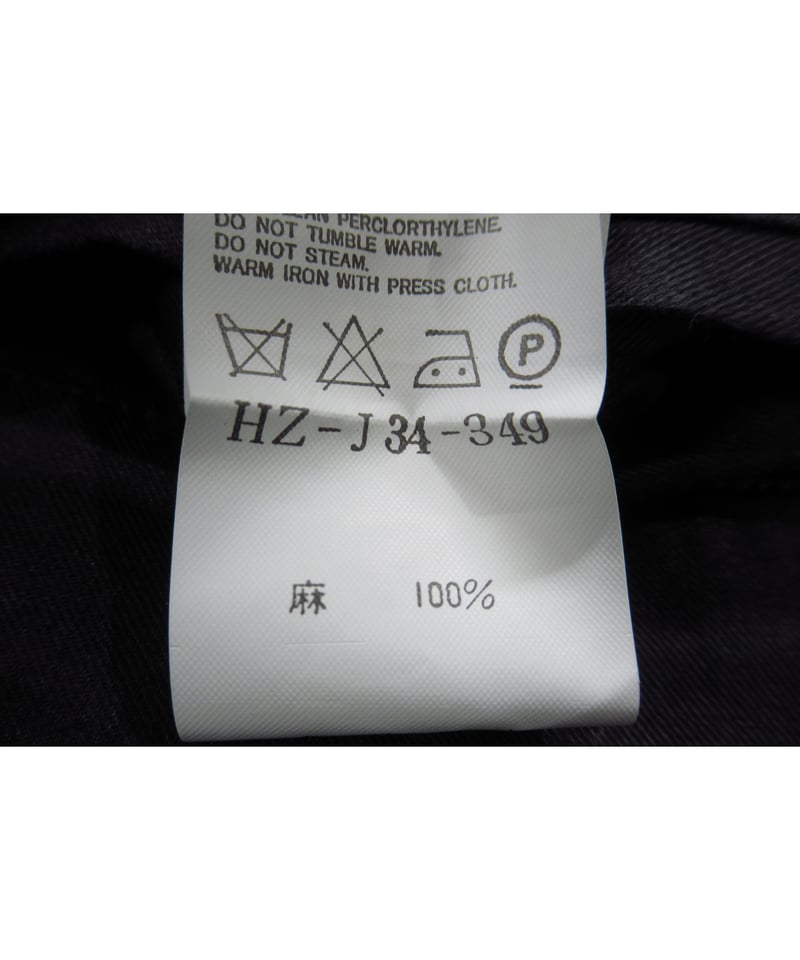 PERCLORTHYLENE.
DO NOT TUMBLE WARM.
DO NOT STEAM.
WARM IRON WITH PRESS CLOTH.
P
HZ-J34-349
麻 100%